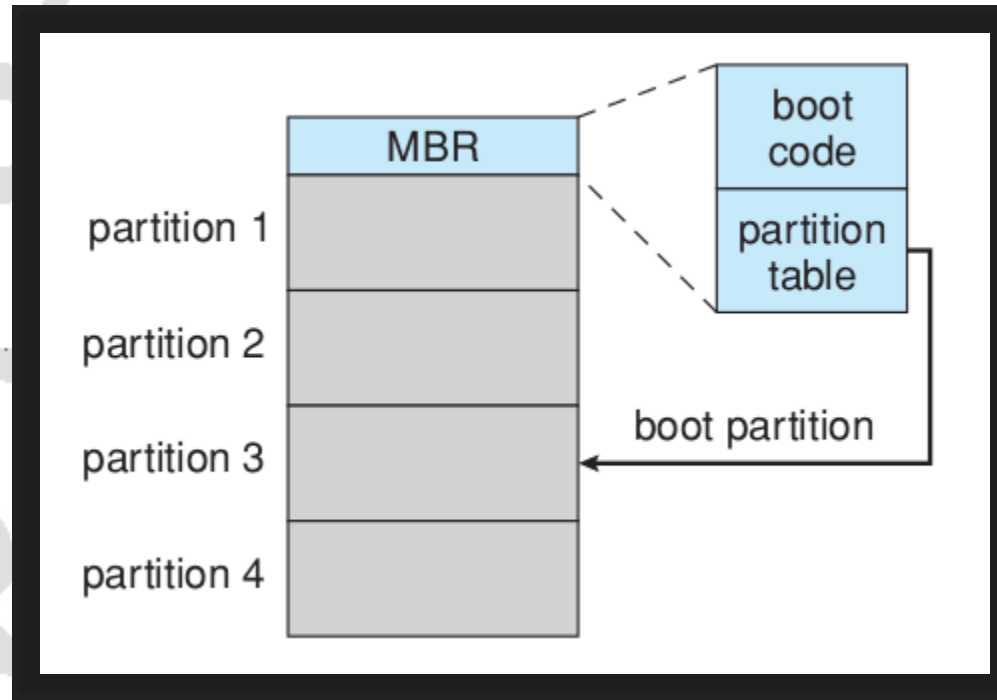 MBR
partition 1
partition 2
partition 3
partition 4
boot
code
partition
table
boot partition